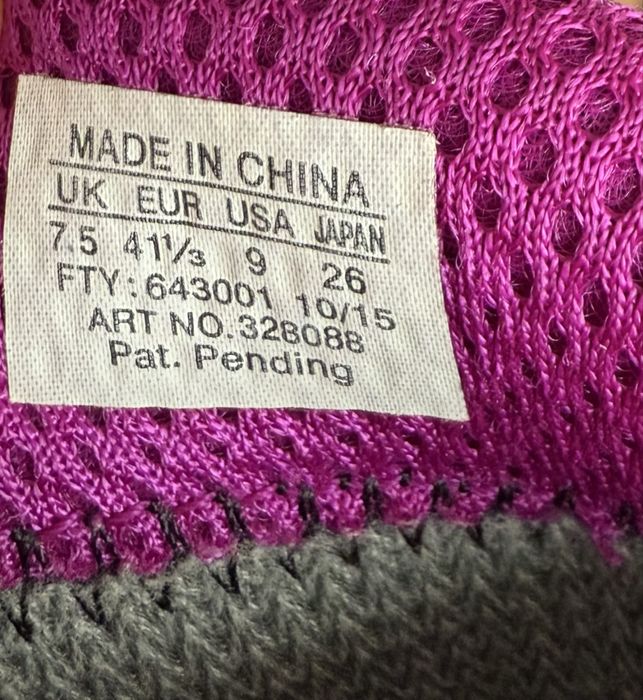 MADE IN CHINA
UK EUR USA JAPAN
7.5 41⅓ 9 26
FTY: 643001 10/15
ART NO. 328088
Pat. Pending